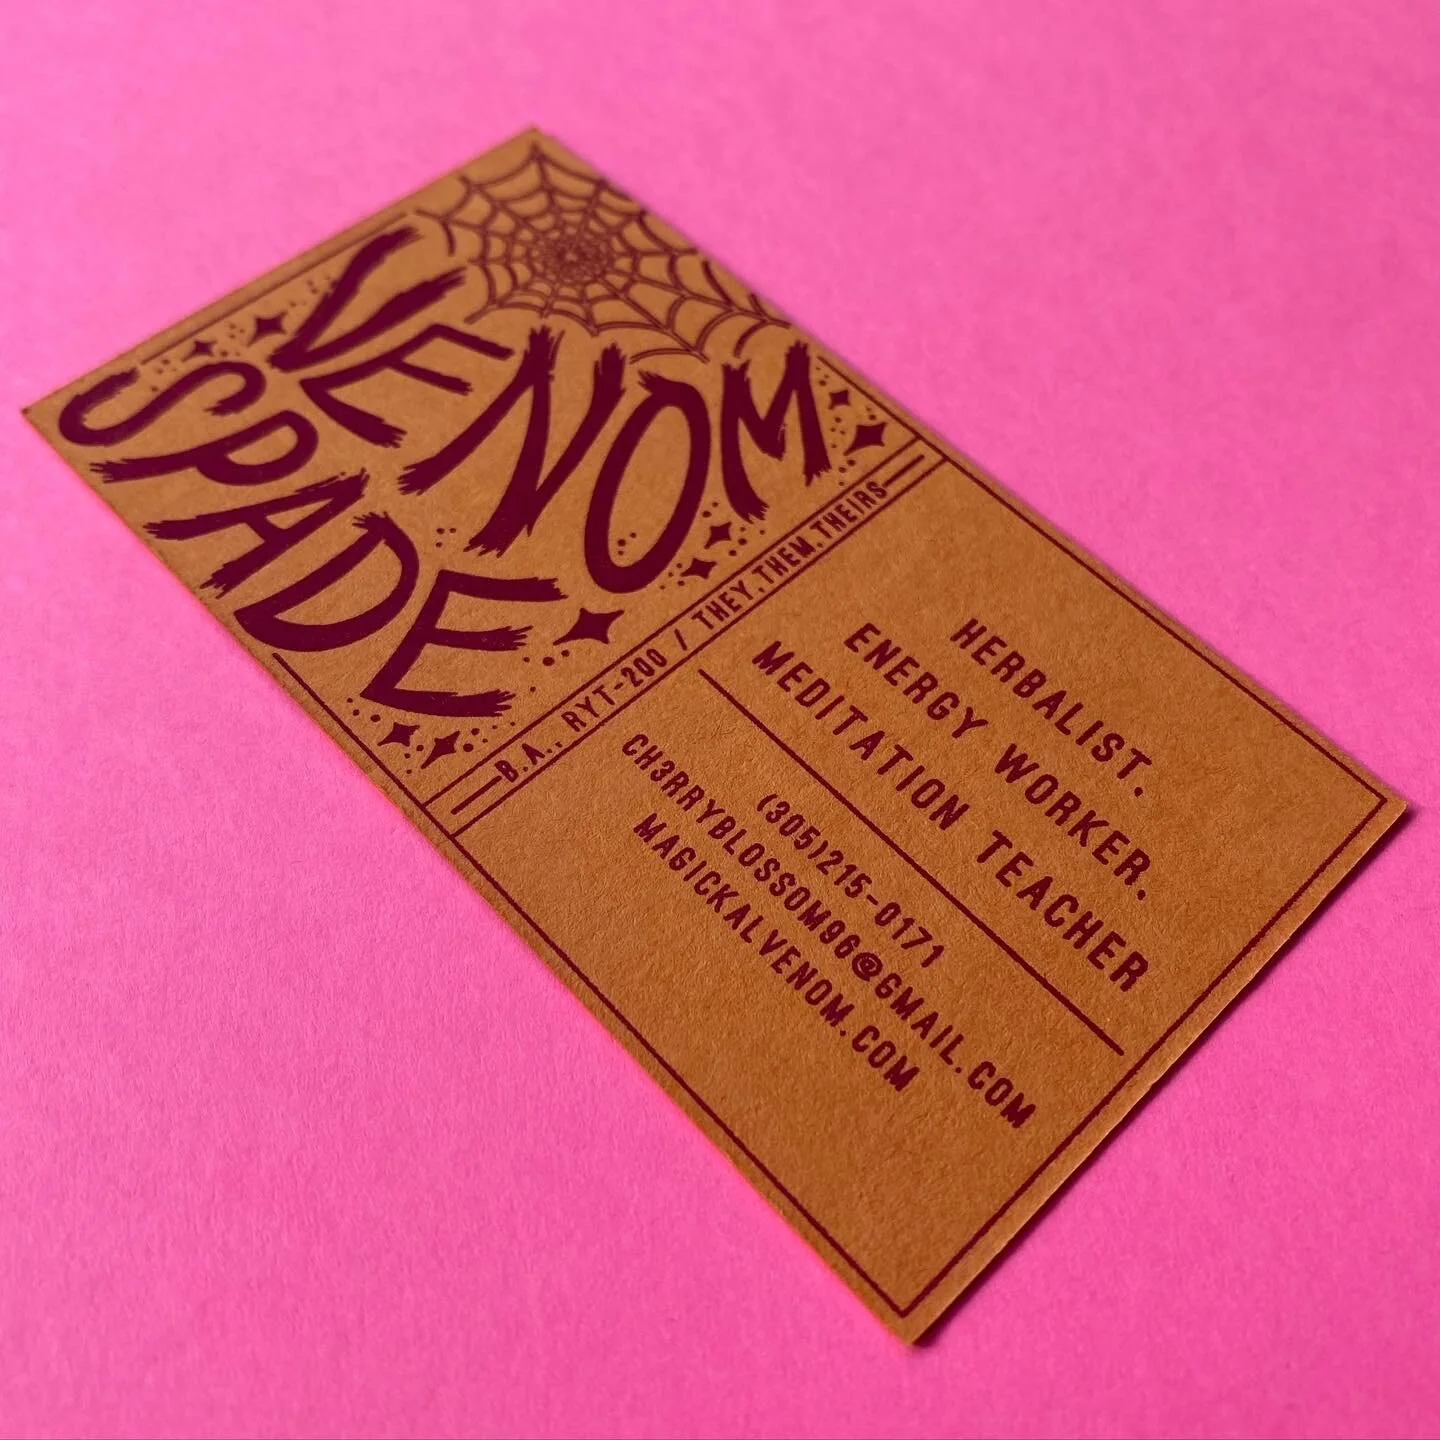 VENOM
SPADE
B.A., RYT-200 / THEY.THEM.THEIRS
HERBALIST.
ENERGY WORKER.
MEDITATION TEACHER
(305)215-0171
CH3RRYBLOSSOM96@GMAIL.COM
MAGICKALVENOM.COM